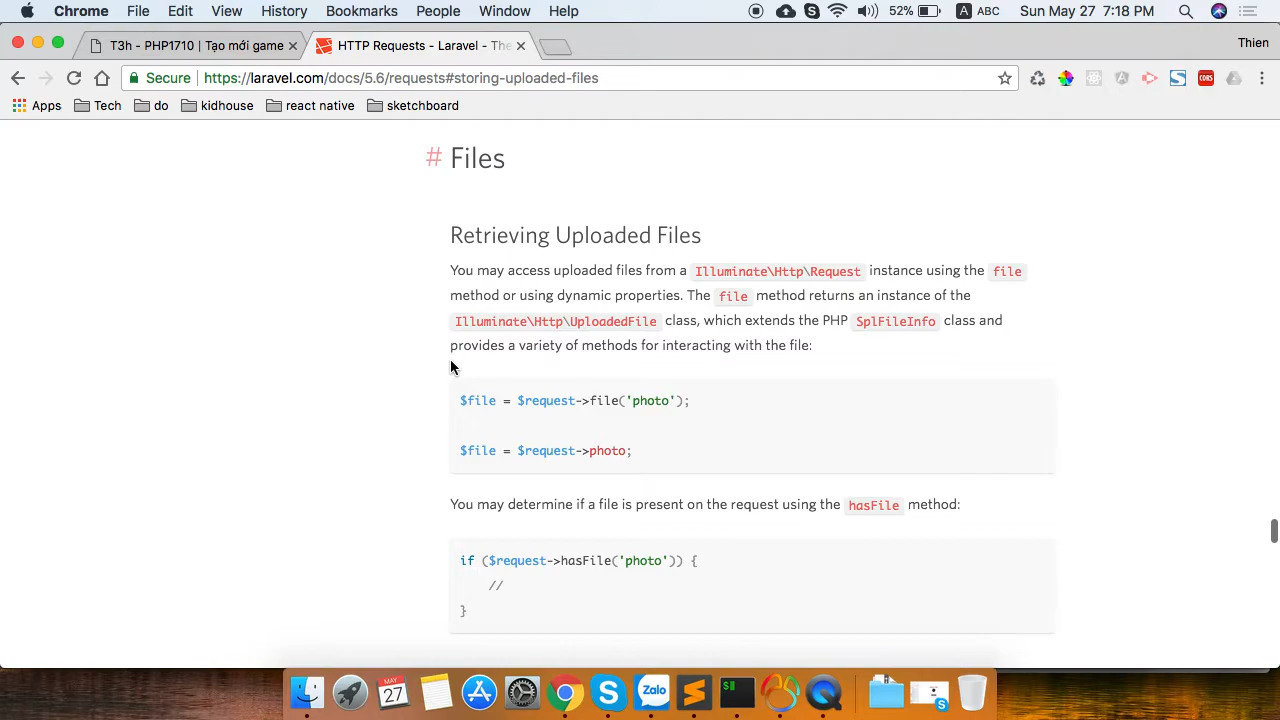 Chrome File Edit View History Bookmarks People Window Help 52% A ABC Sun May 27 7:18 PM
T3h - PHP1710 | Tạo mới game
HTTP Requests - Laravel - The
Thien
Secure https://laravel.com/docs/5.6/requests#storing-uploaded-files
CORS
Apps Tech do kidhouse react native sketchboard
# Files
Retrieving Uploaded Files
You may access uploaded files from a Illuminate\Http\Request instance using the file
method or using dynamic properties. The file method returns an instance of the
Illuminate\Http\UploadedFile class, which extends the PHP SplFileInfo class and
provides a variety of methods for interacting with the file:
$file = $request->file('photo');
$file = $request->photo;
You may determine if a file is present on the request using the hasFile method:
if ($request->hasFile('photo')) {
//
}
MAY
27
Zalo
$